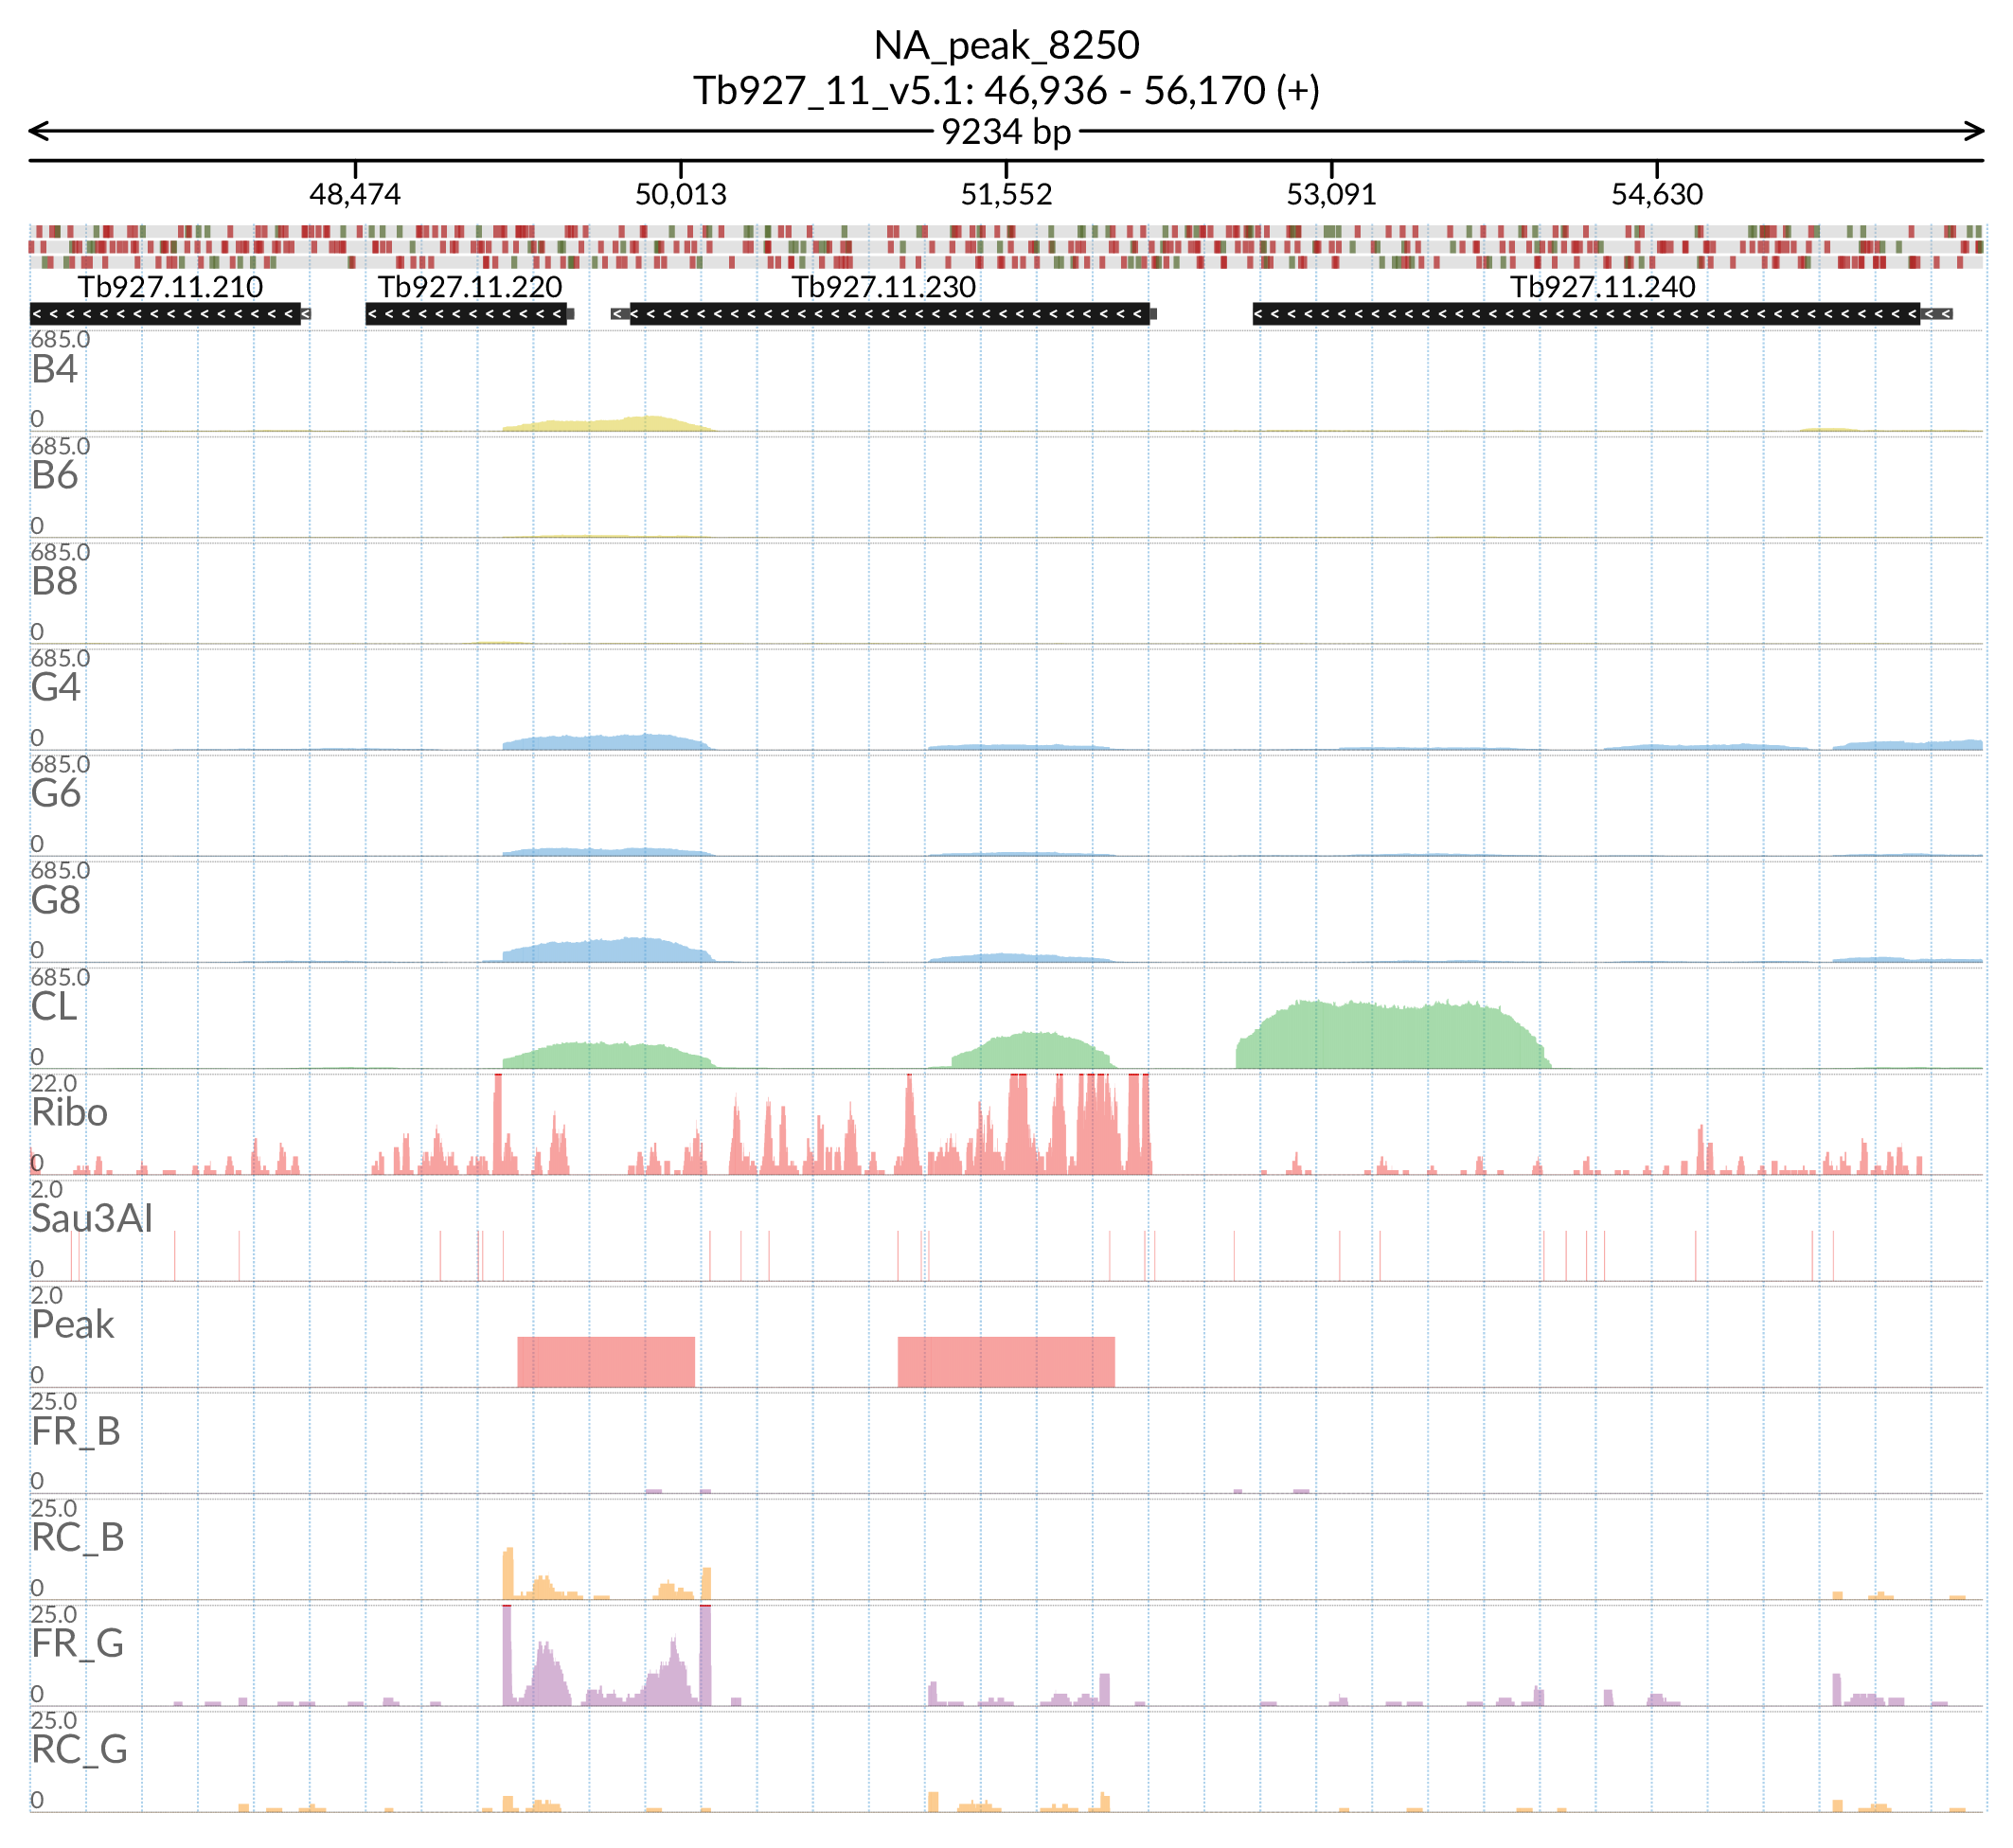 NA_peak_8250
Tb927_11_v5.1: 46,936 - 56,170 (+)
9234 bp
48,474 50,013 51,552 53,091 54,630
Tb927.11.210 Tb927.11.220 Tb927.11.230 Tb927.11.240
685.0
B4
0
685.0
B6
0
685.0
B8
0
685.0
G4
0
685.0
G6
0
685.0
G8
0
685.0
CL
0
22.0
Ribo
0
2.0
Sau3AI
0
2.0
Peak
0
25.0
FR_B
0
25.0
RC_B
0
25.0
FR_G
0
25.0
RC_G
0